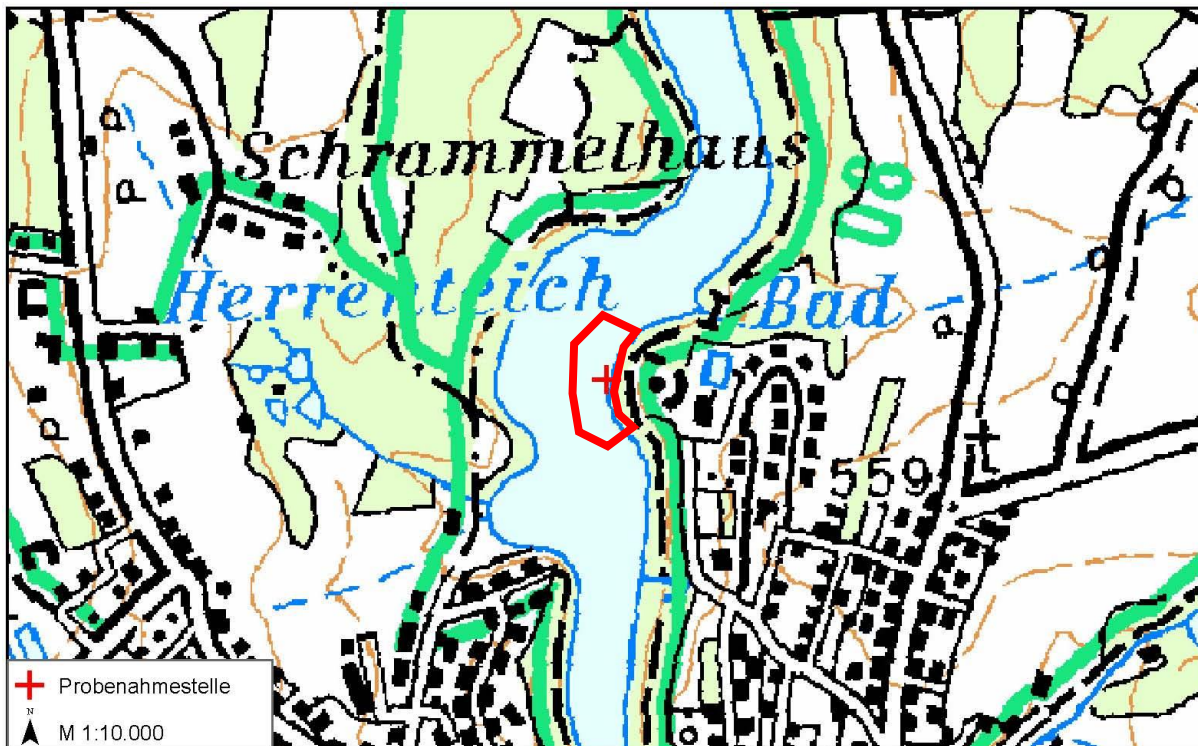 Schrammelhaus
Herrenteich
Bad
559
Probenahmestelle
N
M 1:10.000